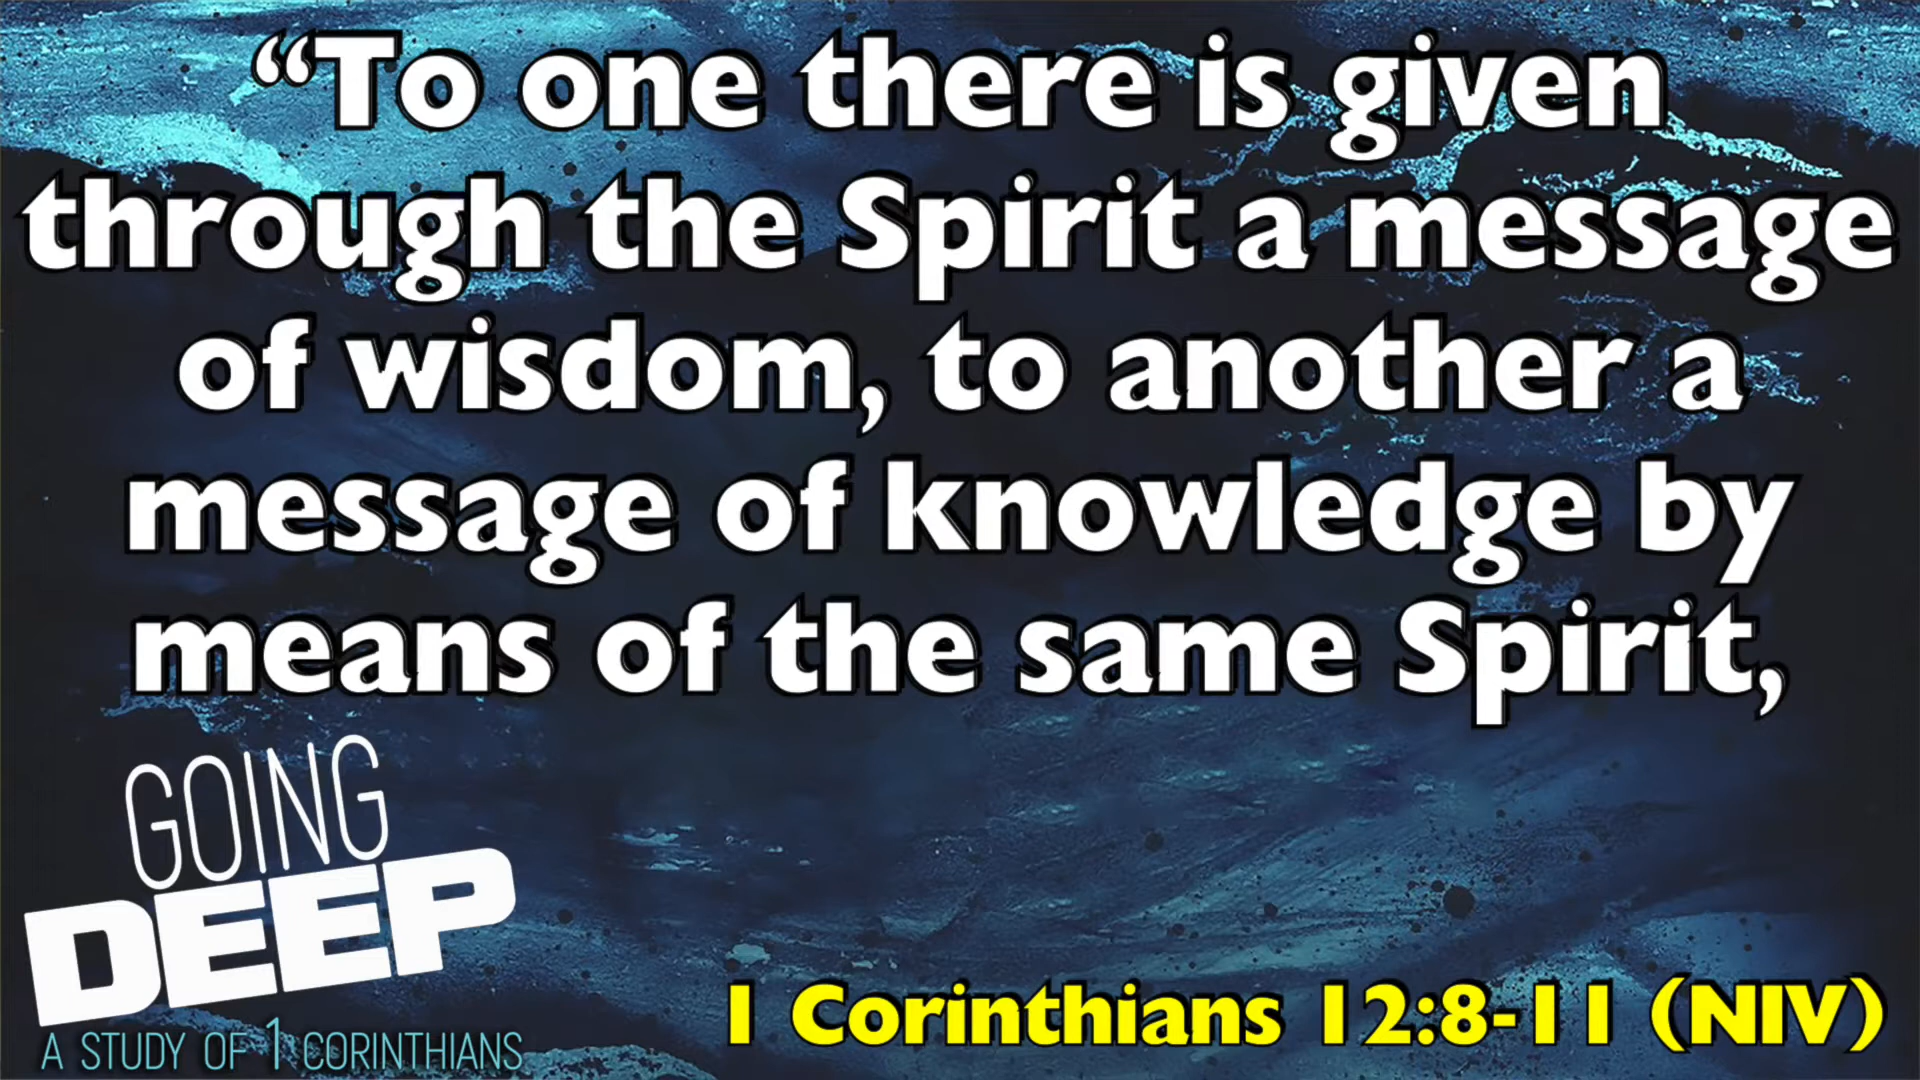 “To one there is given
through the Spirit a message
of wisdom, to another a
message of knowledge by
means of the same Spirit,
GOING
DEEP
A STUDY OF 1 CORINTHIANS
1 Corinthians 12:8-11 (NIV)